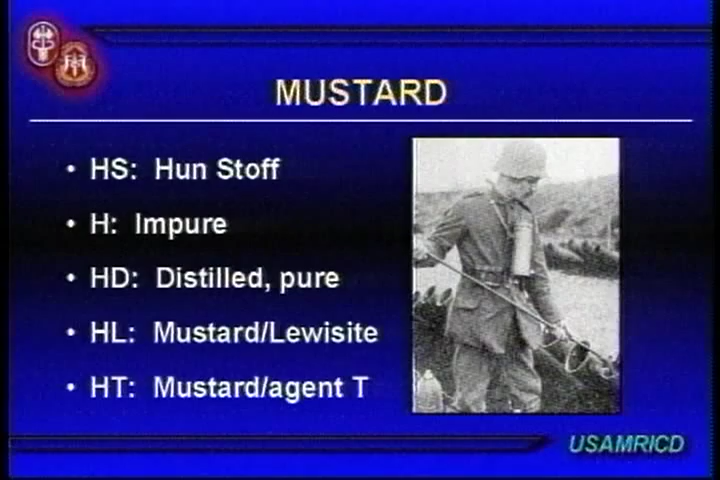 MUSTARD
• HS: Hun Stoff
• H: Impure
• HD: Distilled, pure
• HL: Mustard/Lewisite
• HT: Mustard/agent T
USAMRICD